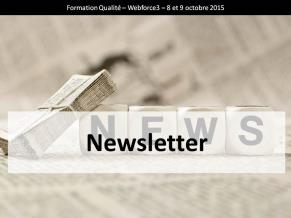 Formation Qualité – Webforce3 – 8 et 9 octobre 2015
NEWS
Newsletter